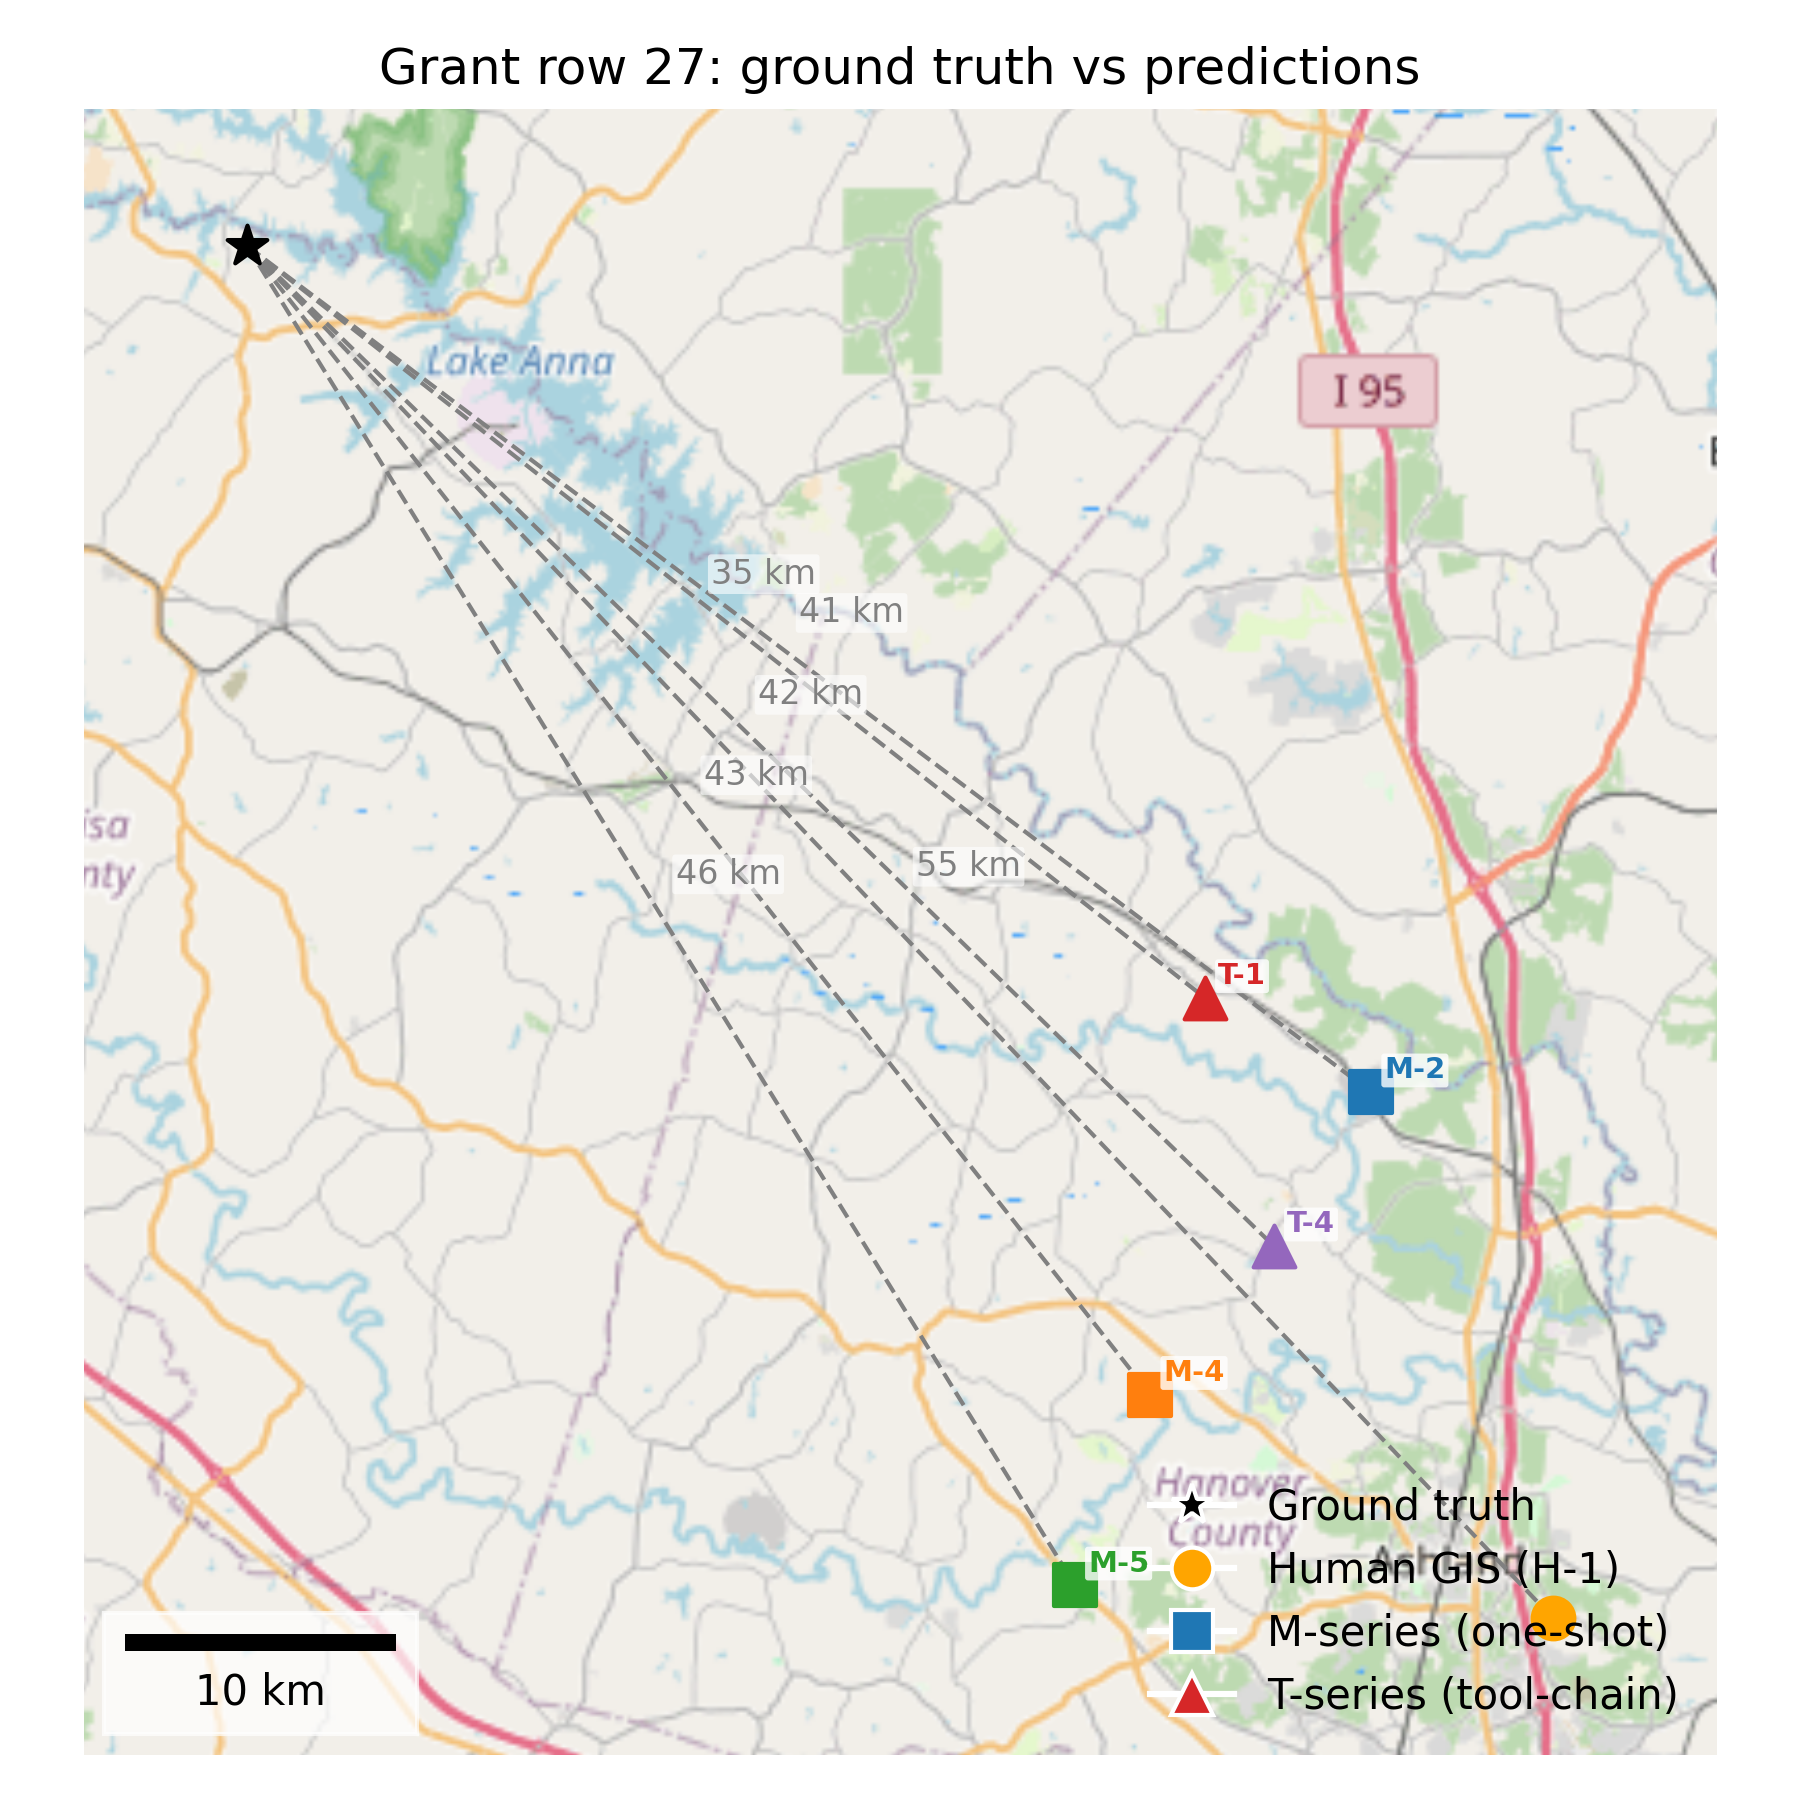 Grant row 27: ground truth vs predictions
Lake Anna
I 95
35 km
41 km
42 km
43 km
46 km
55 km
isa
nty
T-1
M-2
T-4
M-4
M-5
Hanover
County
Ground truth
Human GIS (H-1)
M-series (one-shot)
T-series (tool-chain)
10 km